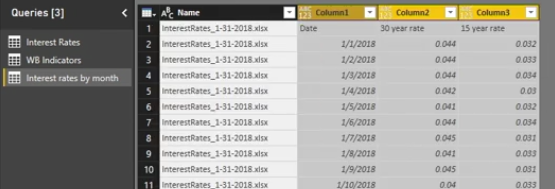 Queries [3] <
Interest Rates
WB Indicators
Interest rates by month
ABC Name ABC 123 Column1 ABC 123 Column2 ABC 123 Column3
1 InterestRates_1-31-2018.xlsx Date 30 year rate 15 year rate
2 InterestRates_1-31-2018.xlsx 1/1/2018 0.044 0.032
3 InterestRates_1-31-2018.xlsx 1/2/2018 0.044 0.033
4 InterestRates_1-31-2018.xlsx 1/3/2018 0.044 0.034
5 InterestRates_1-31-2018.xlsx 1/4/2018 0.042 0.03
6 InterestRates_1-31-2018.xlsx 1/5/2018 0.041 0.032
7 InterestRates_1-31-2018.xlsx 1/6/2018 0.044 0.034
8 InterestRates_1-31-2018.xlsx 1/7/2018 0.045 0.031
9 InterestRates_1-31-2018.xlsx 1/8/2018 0.041 0.033
10 InterestRates_1-31-2018.xlsx 1/9/2018 0.045 0.031
11 InterestRates_1-31-2018.xlsx 1/10/2018 0.04 0.033